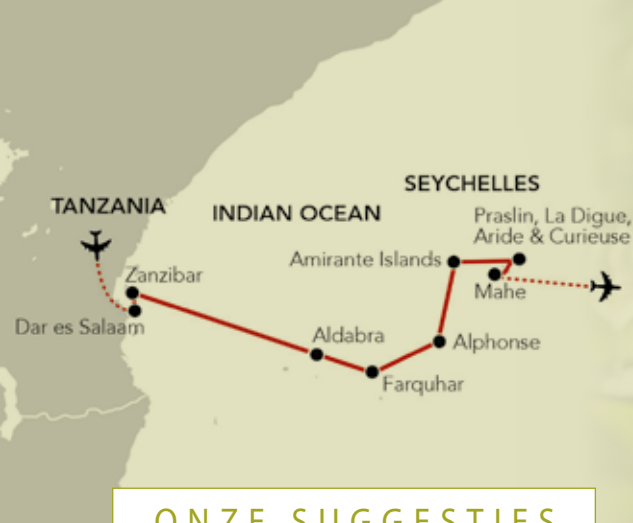 SEYCHELLES
TANZANIA
INDIAN OCEAN
Praslin, La Digue,
Aride & Curieuse
Amirante Islands
Zanzibar
Mahe
Dar es Salaam
Aldabra
Alphonse
Farquhar
ONZE SUGGESTIES